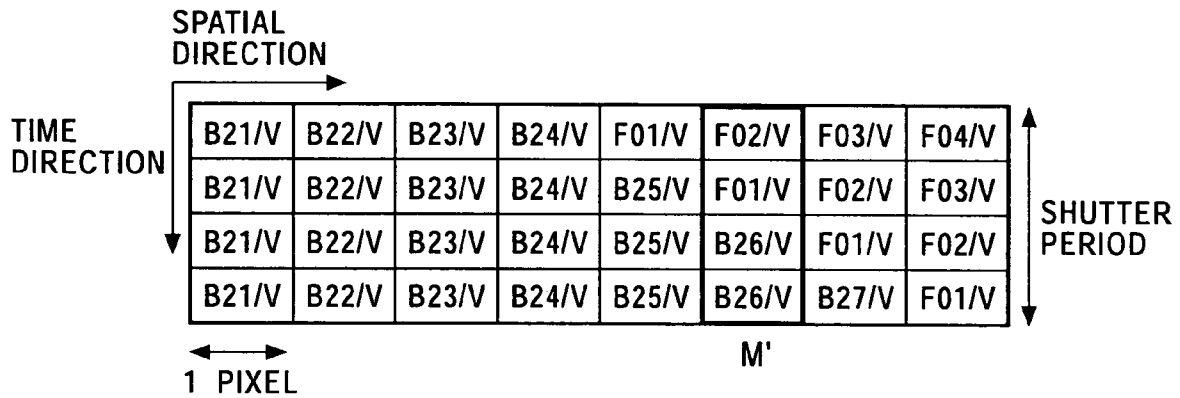 SPATIAL
DIRECTION
TIME
DIRECTION
B21/V B22/V B23/V B24/V F01/V F02/V F03/V F04/V
B21/V B22/V B23/V B24/V B25/V F01/V F02/V F03/V
B21/V B22/V B23/V B24/V B25/V B26/V F01/V F02/V
B21/V B22/V B23/V B24/V B25/V B26/V B27/V F01/V
SHUTTER
PERIOD
1 PIXEL
M'